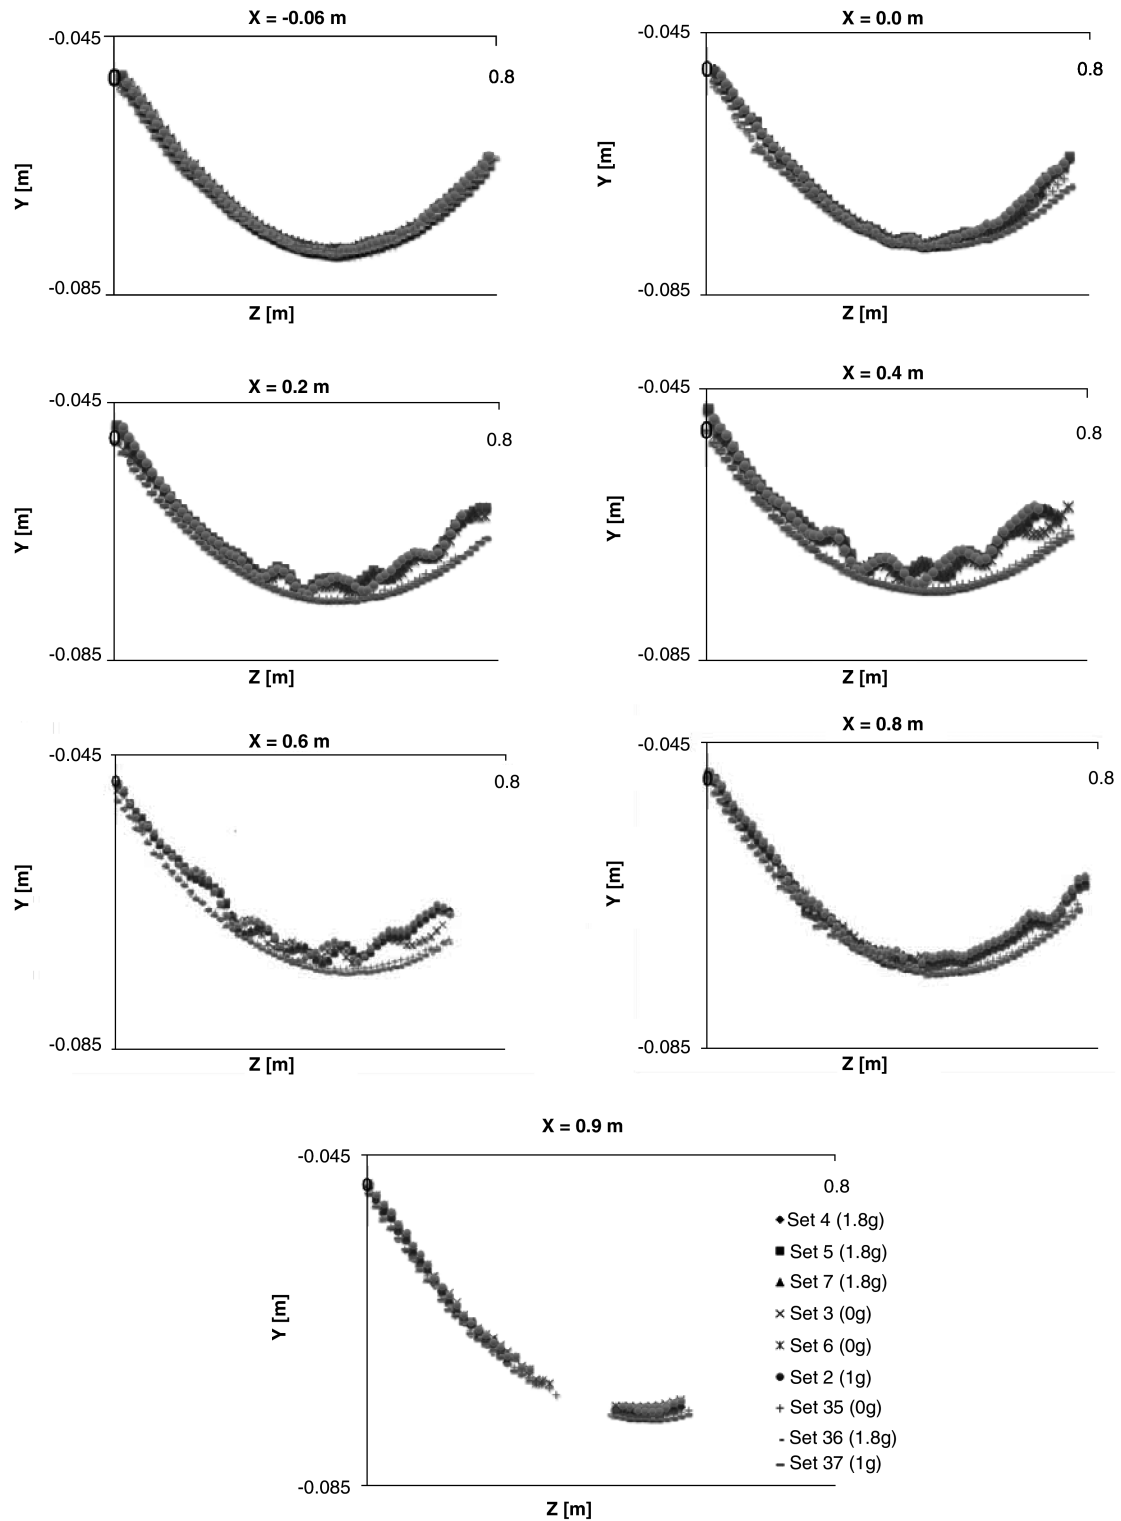 X = -0.06 m
-0.045
0
0.8
Y [m]
-0.085
Z [m]
X = 0.0 m
-0.045
0
0.8
Y [m]
-0.085
Z [m]
X = 0.2 m
-0.045
0
0.8
Y [m]
-0.085
Z [m]
X = 0.4 m
-0.045
0
0.8
Y [m]
-0.085
Z [m]
X = 0.6 m
-0.045
0
0.8
Y [m]
-0.085
Z [m]
X = 0.8 m
-0.045
0
0.8
Y [m]
-0.085
Z [m]
X = 0.9 m
-0.045
0
0.8
Y [m]
-0.085
Z [m]
Set 4 (1.8g)
Set 5 (1.8g)
Set 7 (1.8g)
Set 3 (0g)
Set 6 (0g)
Set 2 (1g)
Set 35 (0g)
Set 36 (1.8g)
Set 37 (1g)